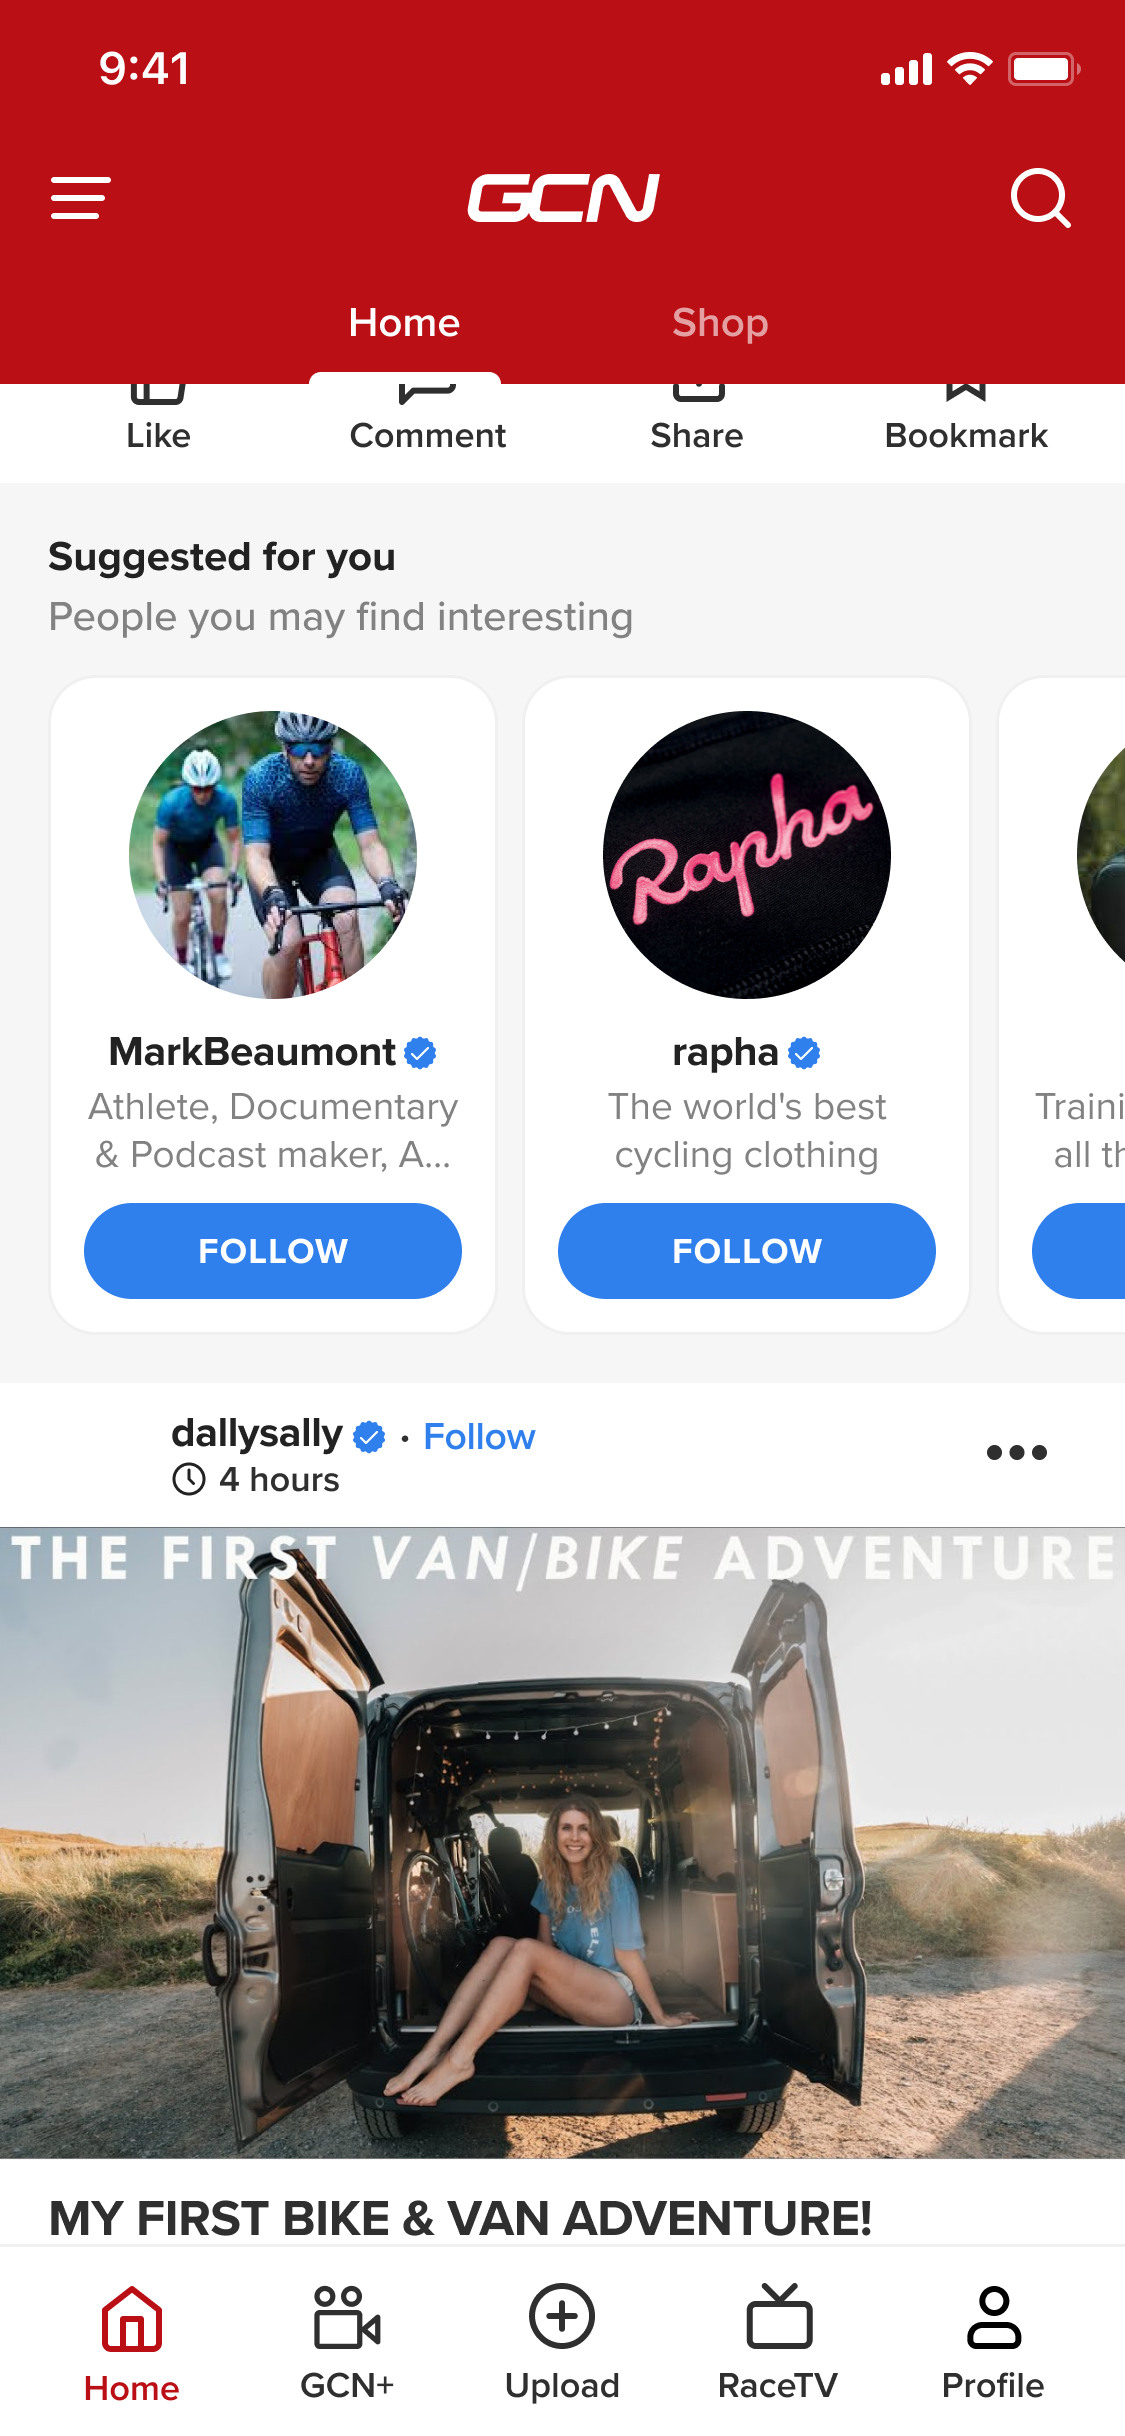 9:41
GCN
Home
Shop
Like
Comment
Share
Bookmark
Suggested for you
People you may find interesting
Rapha
MarkBeaumont
Athlete, Documentary
& Podcast maker, A...
FOLLOW
rapha
The world's best
cycling clothing
FOLLOW
Traini
all th
dallysally · Follow
4 hours
THE FIRST VAN/BIKE ADVENTURE
MY FIRST BIKE & VAN ADVENTURE!
Home
GCN+
Upload
RaceTV
Profile